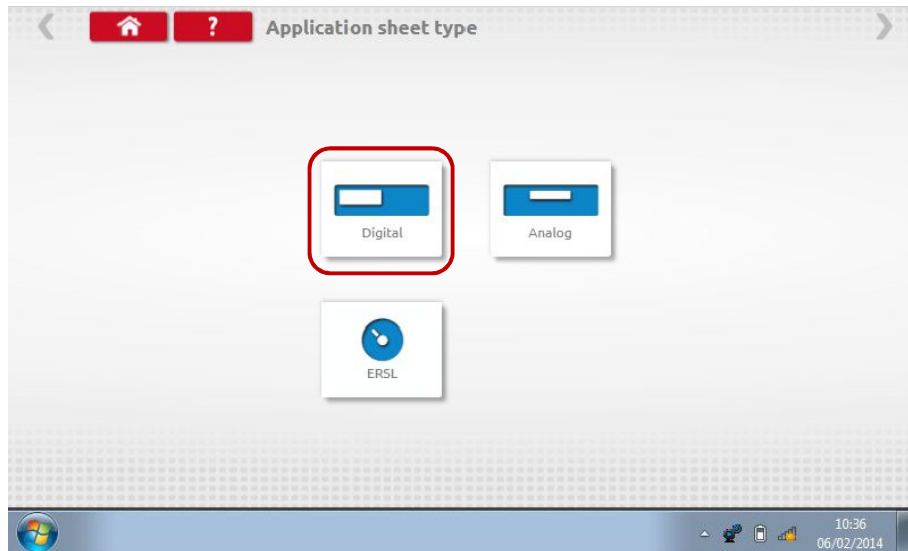 ? Application sheet type
Digital
Analog
ERSL
10:36
06/02/2014